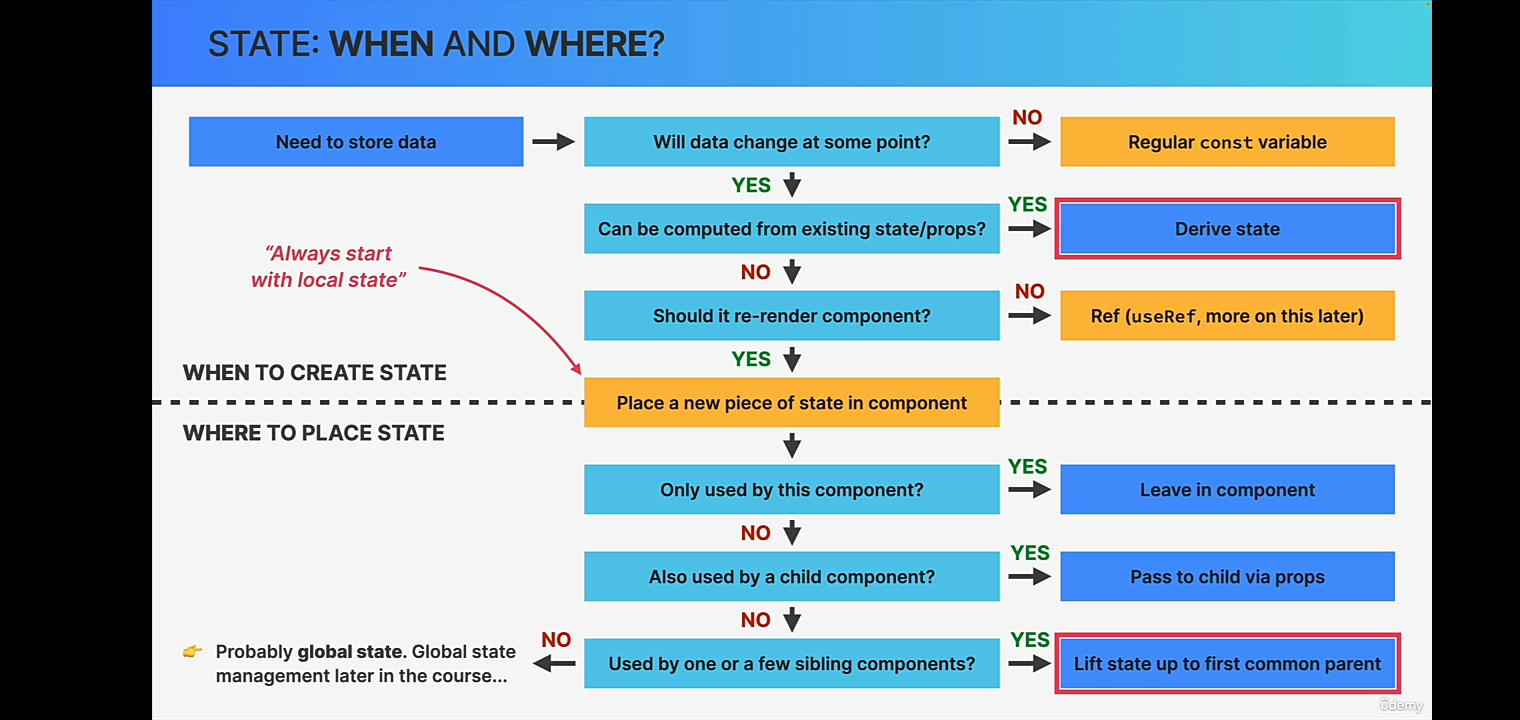 STATE: WHEN AND WHERE?
Need to store data
Will data change at some point?
NO
Regular const variable
YES
Can be computed from existing state/props?
YES
Derive state
“Always start
with local state”
NO
Should it re-render component?
NO
Ref (useRef, more on this later)
YES
WHEN TO CREATE STATE
Place a new piece of state in component
WHERE TO PLACE STATE
Only used by this component?
YES
Leave in component
NO
Also used by a child component?
YES
Pass to child via props
NO
Used by one or a few sibling components?
YES
Lift state up to first common parent
NO
👉 Probably global state. Global state
management later in the course...
ûdemy